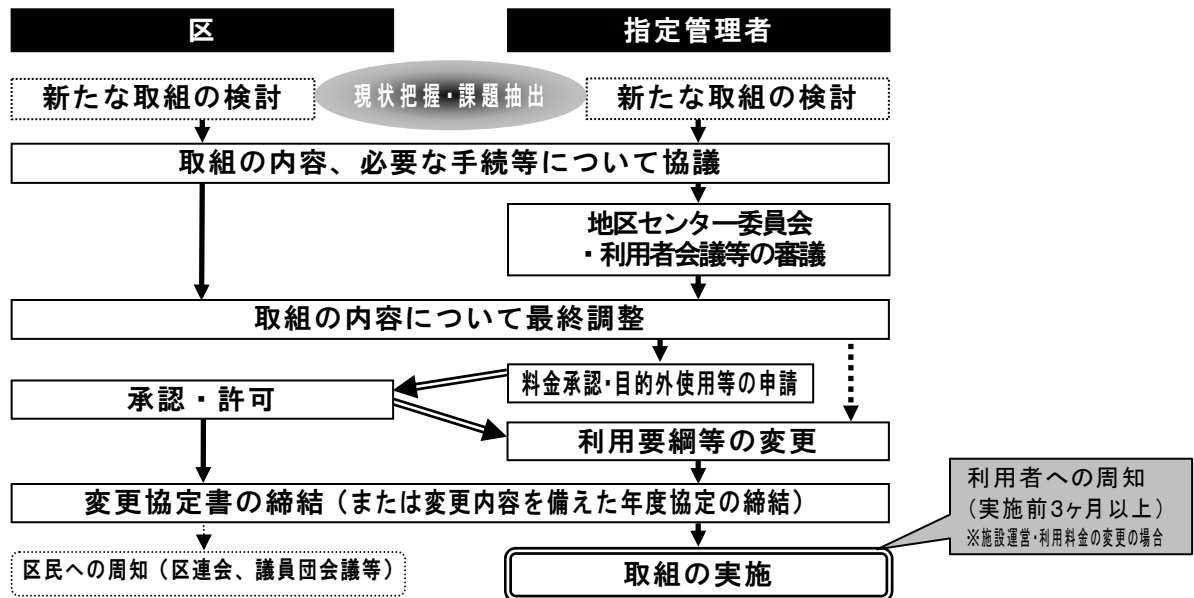 区
指定管理者
新たな取組の検討
現状把握・課題抽出
新たな取組の検討
取組の内容、必要な手続等について協議
地区センター委員会
・利用者会議等の審議
取組の内容について最終調整
料金承認・目的外使用等の申請
承認・許可
利用要綱等の変更
変更協定書の締結（または変更内容を備えた年度協定の締結）
利用者への周知
（実施前3ヶ月以上）
※施設運営・利用料金の変更の場合
区民への周知（区連会、議員団会議等）
取組の実施